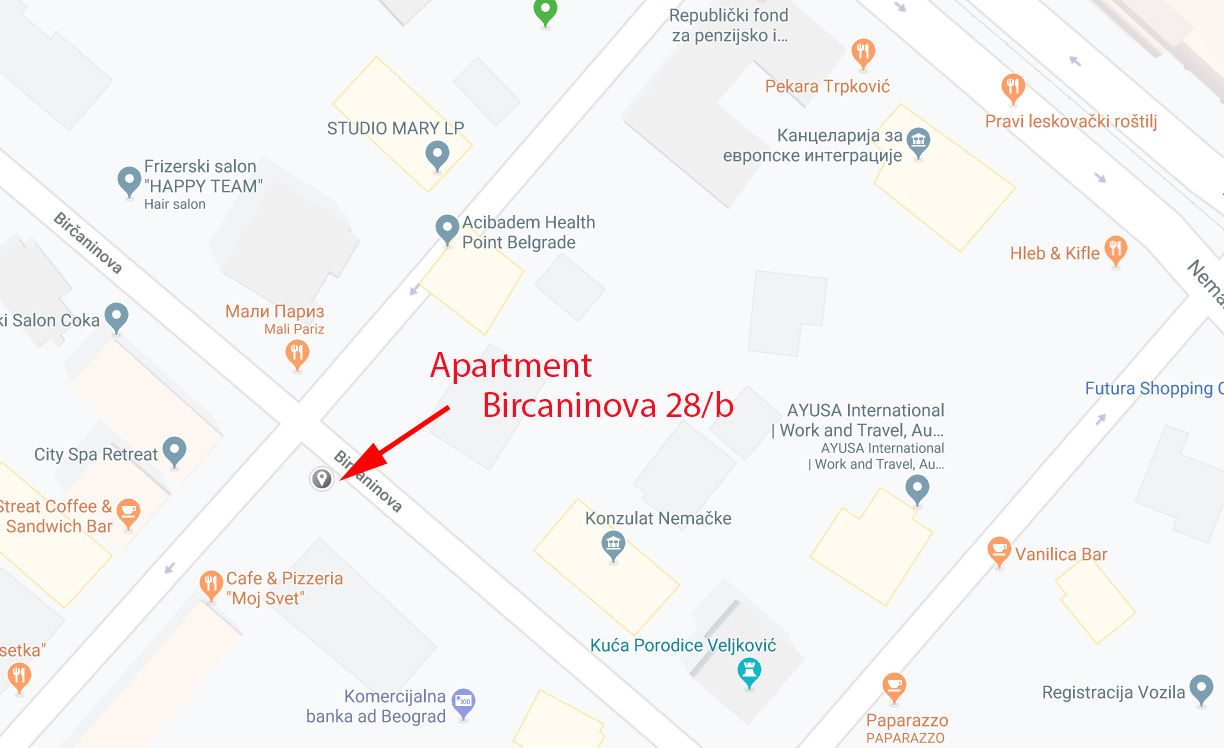 Republički fond
za penzijsko i...
Pekara Trpković
Pravi leskovački roštilj
STUDIO MARY LP
Канцеларија за
европске интеграције
Frizerski salon
"HAPPY TEAM"
Hair salon
Birčaninova
Acibadem Health
Point Belgrade
Hleb & Kifle
Nema
Мали Париз
Mali Pariz
ki Salon Coka
Apartment
Bircaninova 28/b
Futura Shopping C
AYUSA International
| Work and Travel, Au...
AYUSA International
| Work and Travel, Au...
City Spa Retreat
Birčaninova
Streat Coffee &
Sandwich Bar
Konzulat Nemačke
Vanilica Bar
Cafe & Pizzeria
"Moj Svet"
Kuća Porodice Veljković
setka"
Komercijalna
banka ad Beograd
100
Registracija Vozila
Paparazzo
PAPARAZZO